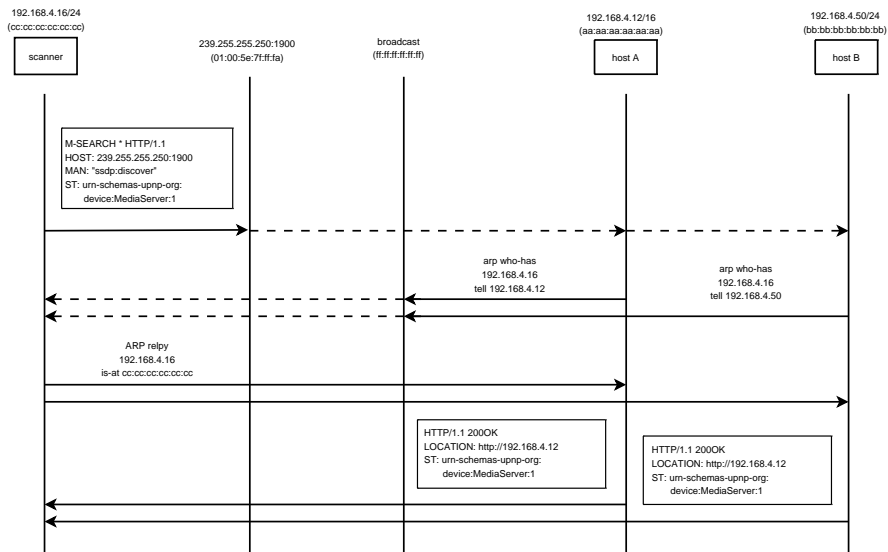 192.168.4.16/24
(cc:cc:cc:cc:cc:cc)
scanner
239.255.255.250:1900
(01:00:5e:7f:ff:fa)
broadcast
(ff:ff:ff:ff:ff:ff)
192.168.4.12/16
(aa:aa:aa:aa:aa:aa)
host A
192.168.4.50/24
(bb:bb:bb:bb:bb:bb)
host B
M-SEARCH * HTTP/1.1
HOST: 239.255.255.250:1900
MAN: "ssdp:discover"
ST: urn-schemas-upnp-org:
device:MediaServer:1
arp who-has
192.168.4.16
tell 192.168.4.12
arp who-has
192.168.4.16
tell 192.168.4.50
ARP relpy
192.168.4.16
is-at cc:cc:cc:cc:cc:cc
HTTP/1.1 200OK
LOCATION: http://192.168.4.12
ST: urn-schemas-upnp-org:
device:MediaServer:1
HTTP/1.1 200OK
LOCATION: http://192.168.4.12
ST: urn-schemas-upnp-org:
device:MediaServer:1